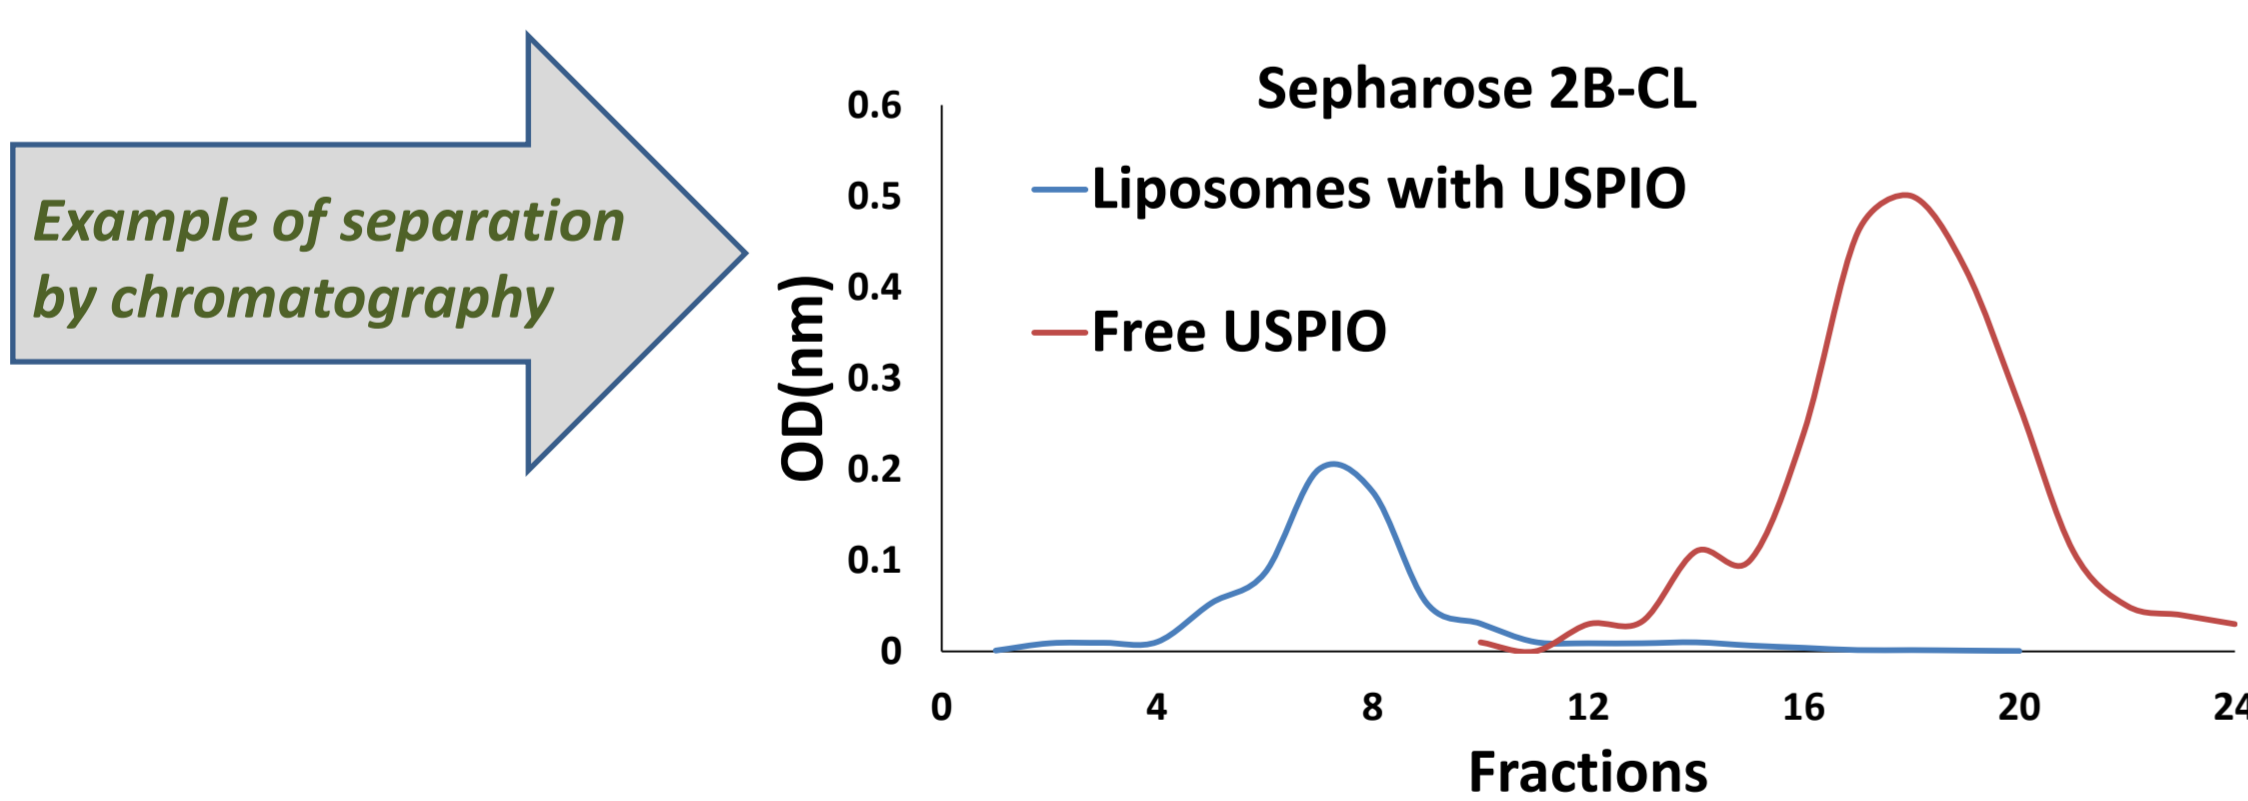 Example of separation
by chromatography
Sepharose 2B-CL
Liposomes with USPIO
Free USPIO
OD(nm)
0.6
0.5
0.4
0.3
0.2
0.1
0
0 4 8 12 16 20 24
Fractions